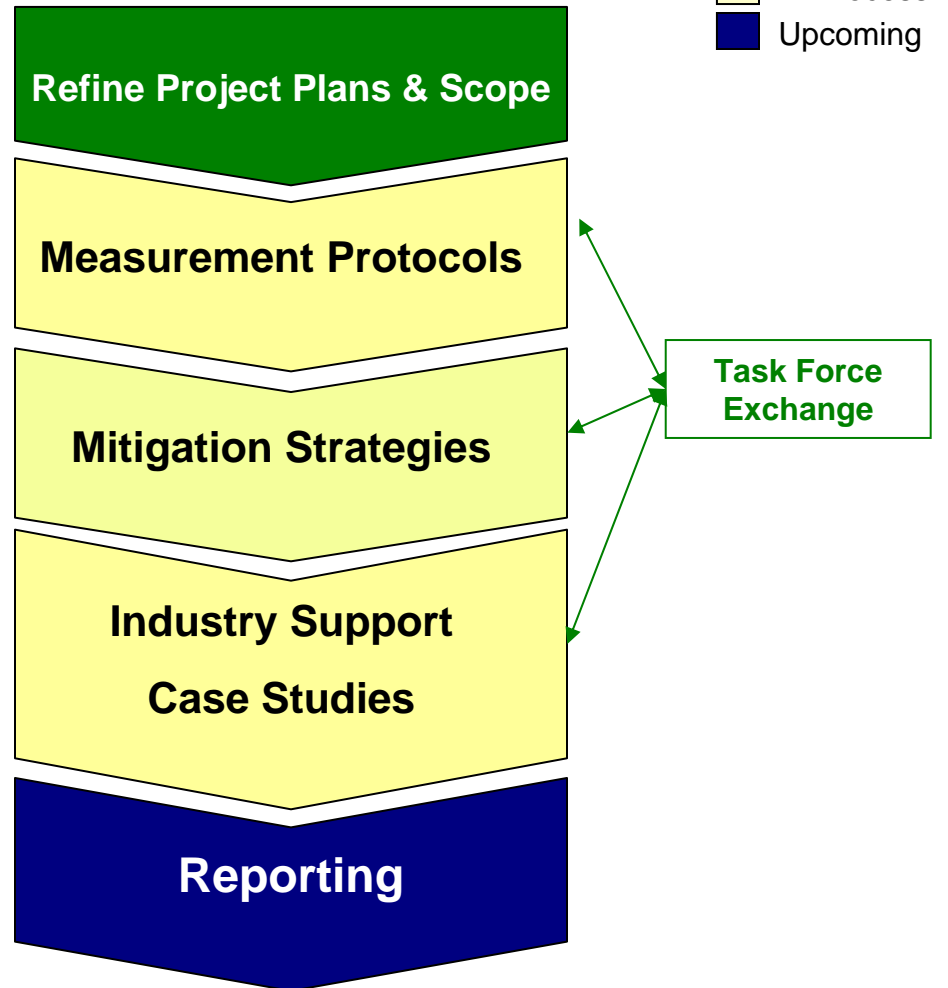 Upcoming
Refine Project Plans & Scope
Measurement Protocols
Mitigation Strategies
Task Force
Exchange
Industry Support
Case Studies
Reporting